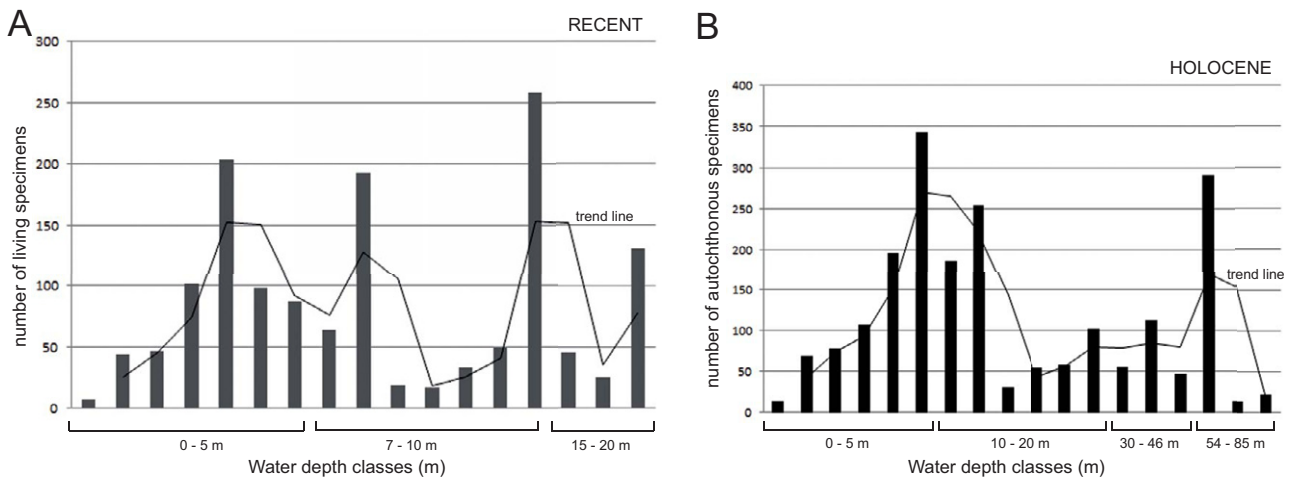 A
RECENT
number of living specimens
300
250
200
150
100
50
0
trend line
0 - 5 m
7 - 10 m
15 - 20 m
Water depth classes (m)
B
HOLOCENE
number of autochthonous specimens
400
350
300
250
200
150
100
50
0
trend line
0 - 5 m
10 - 20 m
30 - 46 m
54 - 85 m
Water depth classes (m)